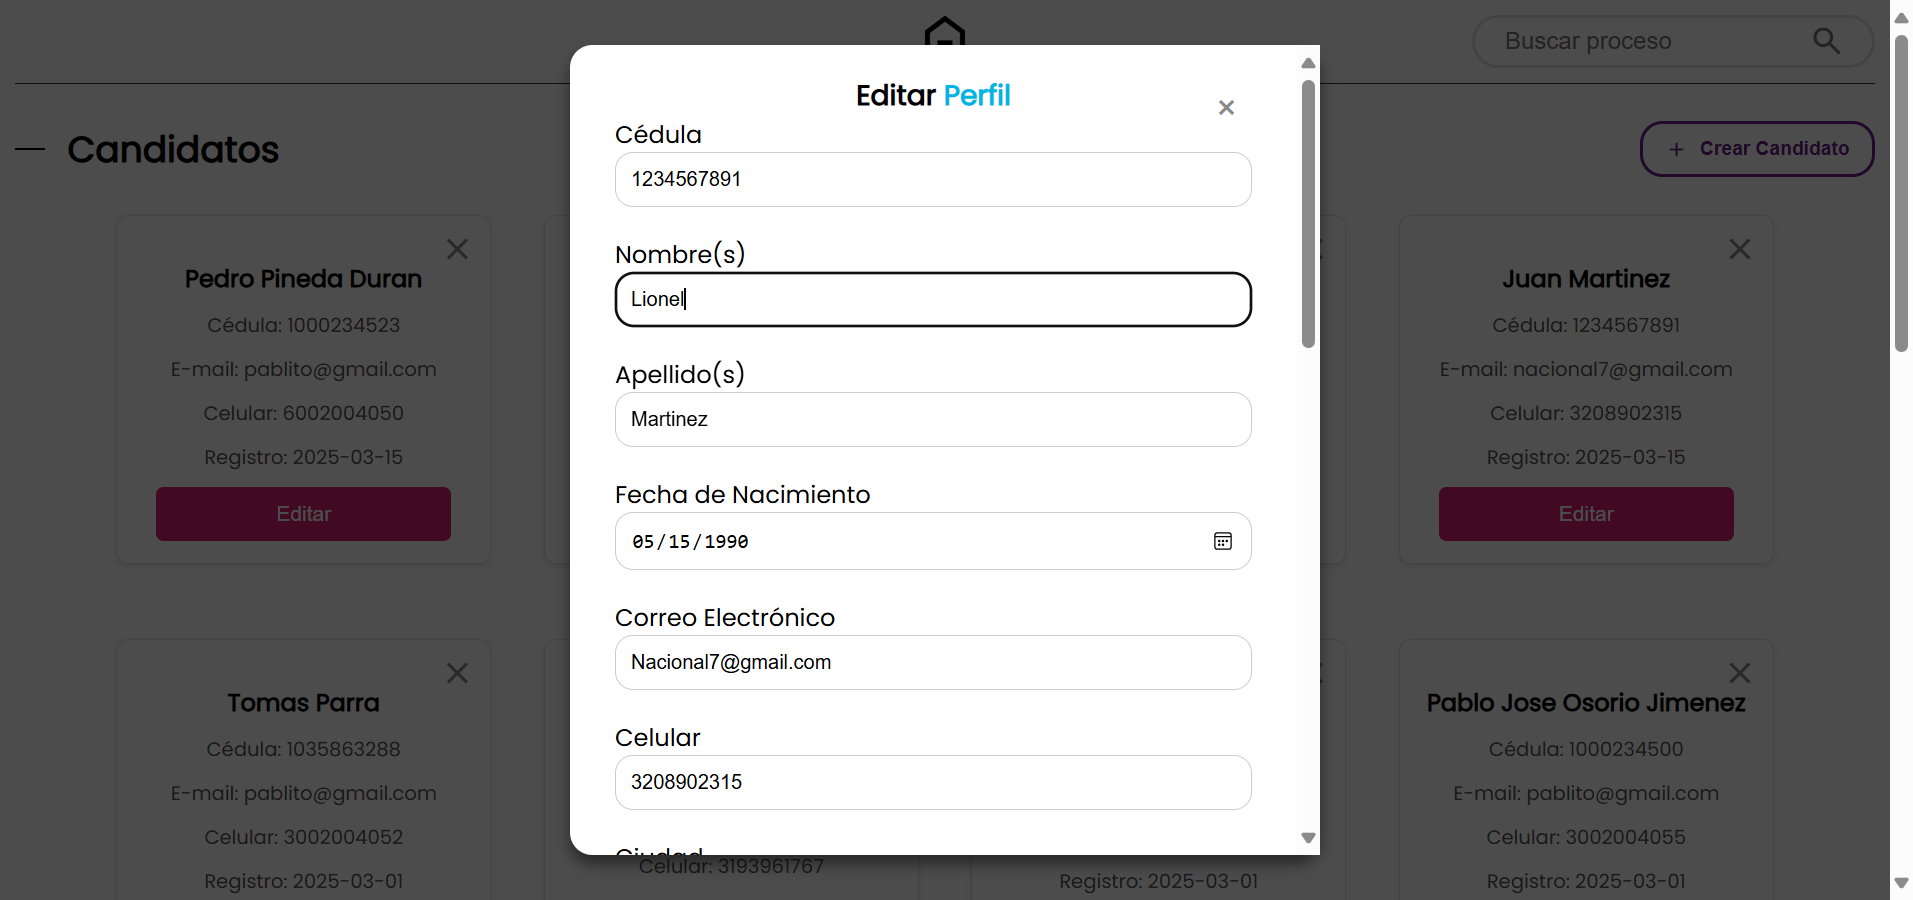 Buscar proceso
Candidatos
+ Crear Candidato
Editar Perfil
×
Cédula
1234567891
Nombre(s)
Lionel
Apellido(s)
Martinez
Fecha de Nacimiento
05/15/1990
Correo Electrónico
Nacional7@gmail.com
Celular
3208902315
Ciudad
Pedro Pineda Duran
Cédula: 1000234523
E-mail: pablito@gmail.com
Celular: 6002004050
Registro: 2025-03-15
Editar
Juan Martinez
Cédula: 1234567891
E-mail: nacional7@gmail.com
Celular: 3208902315
Registro: 2025-03-15
Editar
Tomas Parra
Cédula: 1035863288
E-mail: pablito@gmail.com
Celular: 3002004052
Registro: 2025-03-01
Celular: 3193961767
Registro: 2025-03-01
Pablo Jose Osorio Jimenez
Cédula: 1000234500
E-mail: pablito@gmail.com
Celular: 3002004055
Registro: 2025-03-01